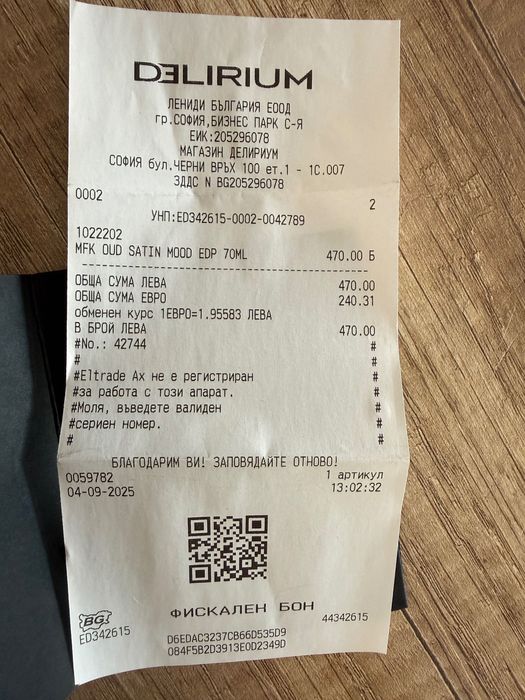 DELIRIUM
ЛЕНИДИ БЪЛГАРИЯ ЕООД
гр.СОФИЯ,БИЗНЕС ПАРК С-Я
ЕИК:205296078
МАГАЗИН ДЕЛИРИУМ
СОФИЯ бул.ЧЕРНИ ВРЪХ 100 ет.1 - 1С.007
ЗДДС N BG205296078
0002 2
УНП:ED342615-0002-0042789
1022202
MFK OUD SATIN MOOD EDP 70ML 470.00 Б
ОБЩА СУМА ЛЕВА 470.00
ОБЩА СУМА ЕВРО 240.31
обменен курс 1ЕВРО=1.95583 ЛЕВА
В БРОЙ ЛЕВА 470.00
#No.: 42744 #
# #
#Eltrade Ax не е регистриран #
#за работа с този апарат. #
#Моля, въведете валиден #
#сериен номер. #
# #
БЛАГОДАРИМ ВИ! ЗАПОВЯДАЙТЕ ОТНОВО!
0059782 1 артикул
04-09-2025 13:02:32
BG
ФИСКАЛЕН БОН
ED342615 44342615
D6EDAC3237CB66D535D9
084F5B2D3913E0D2349D